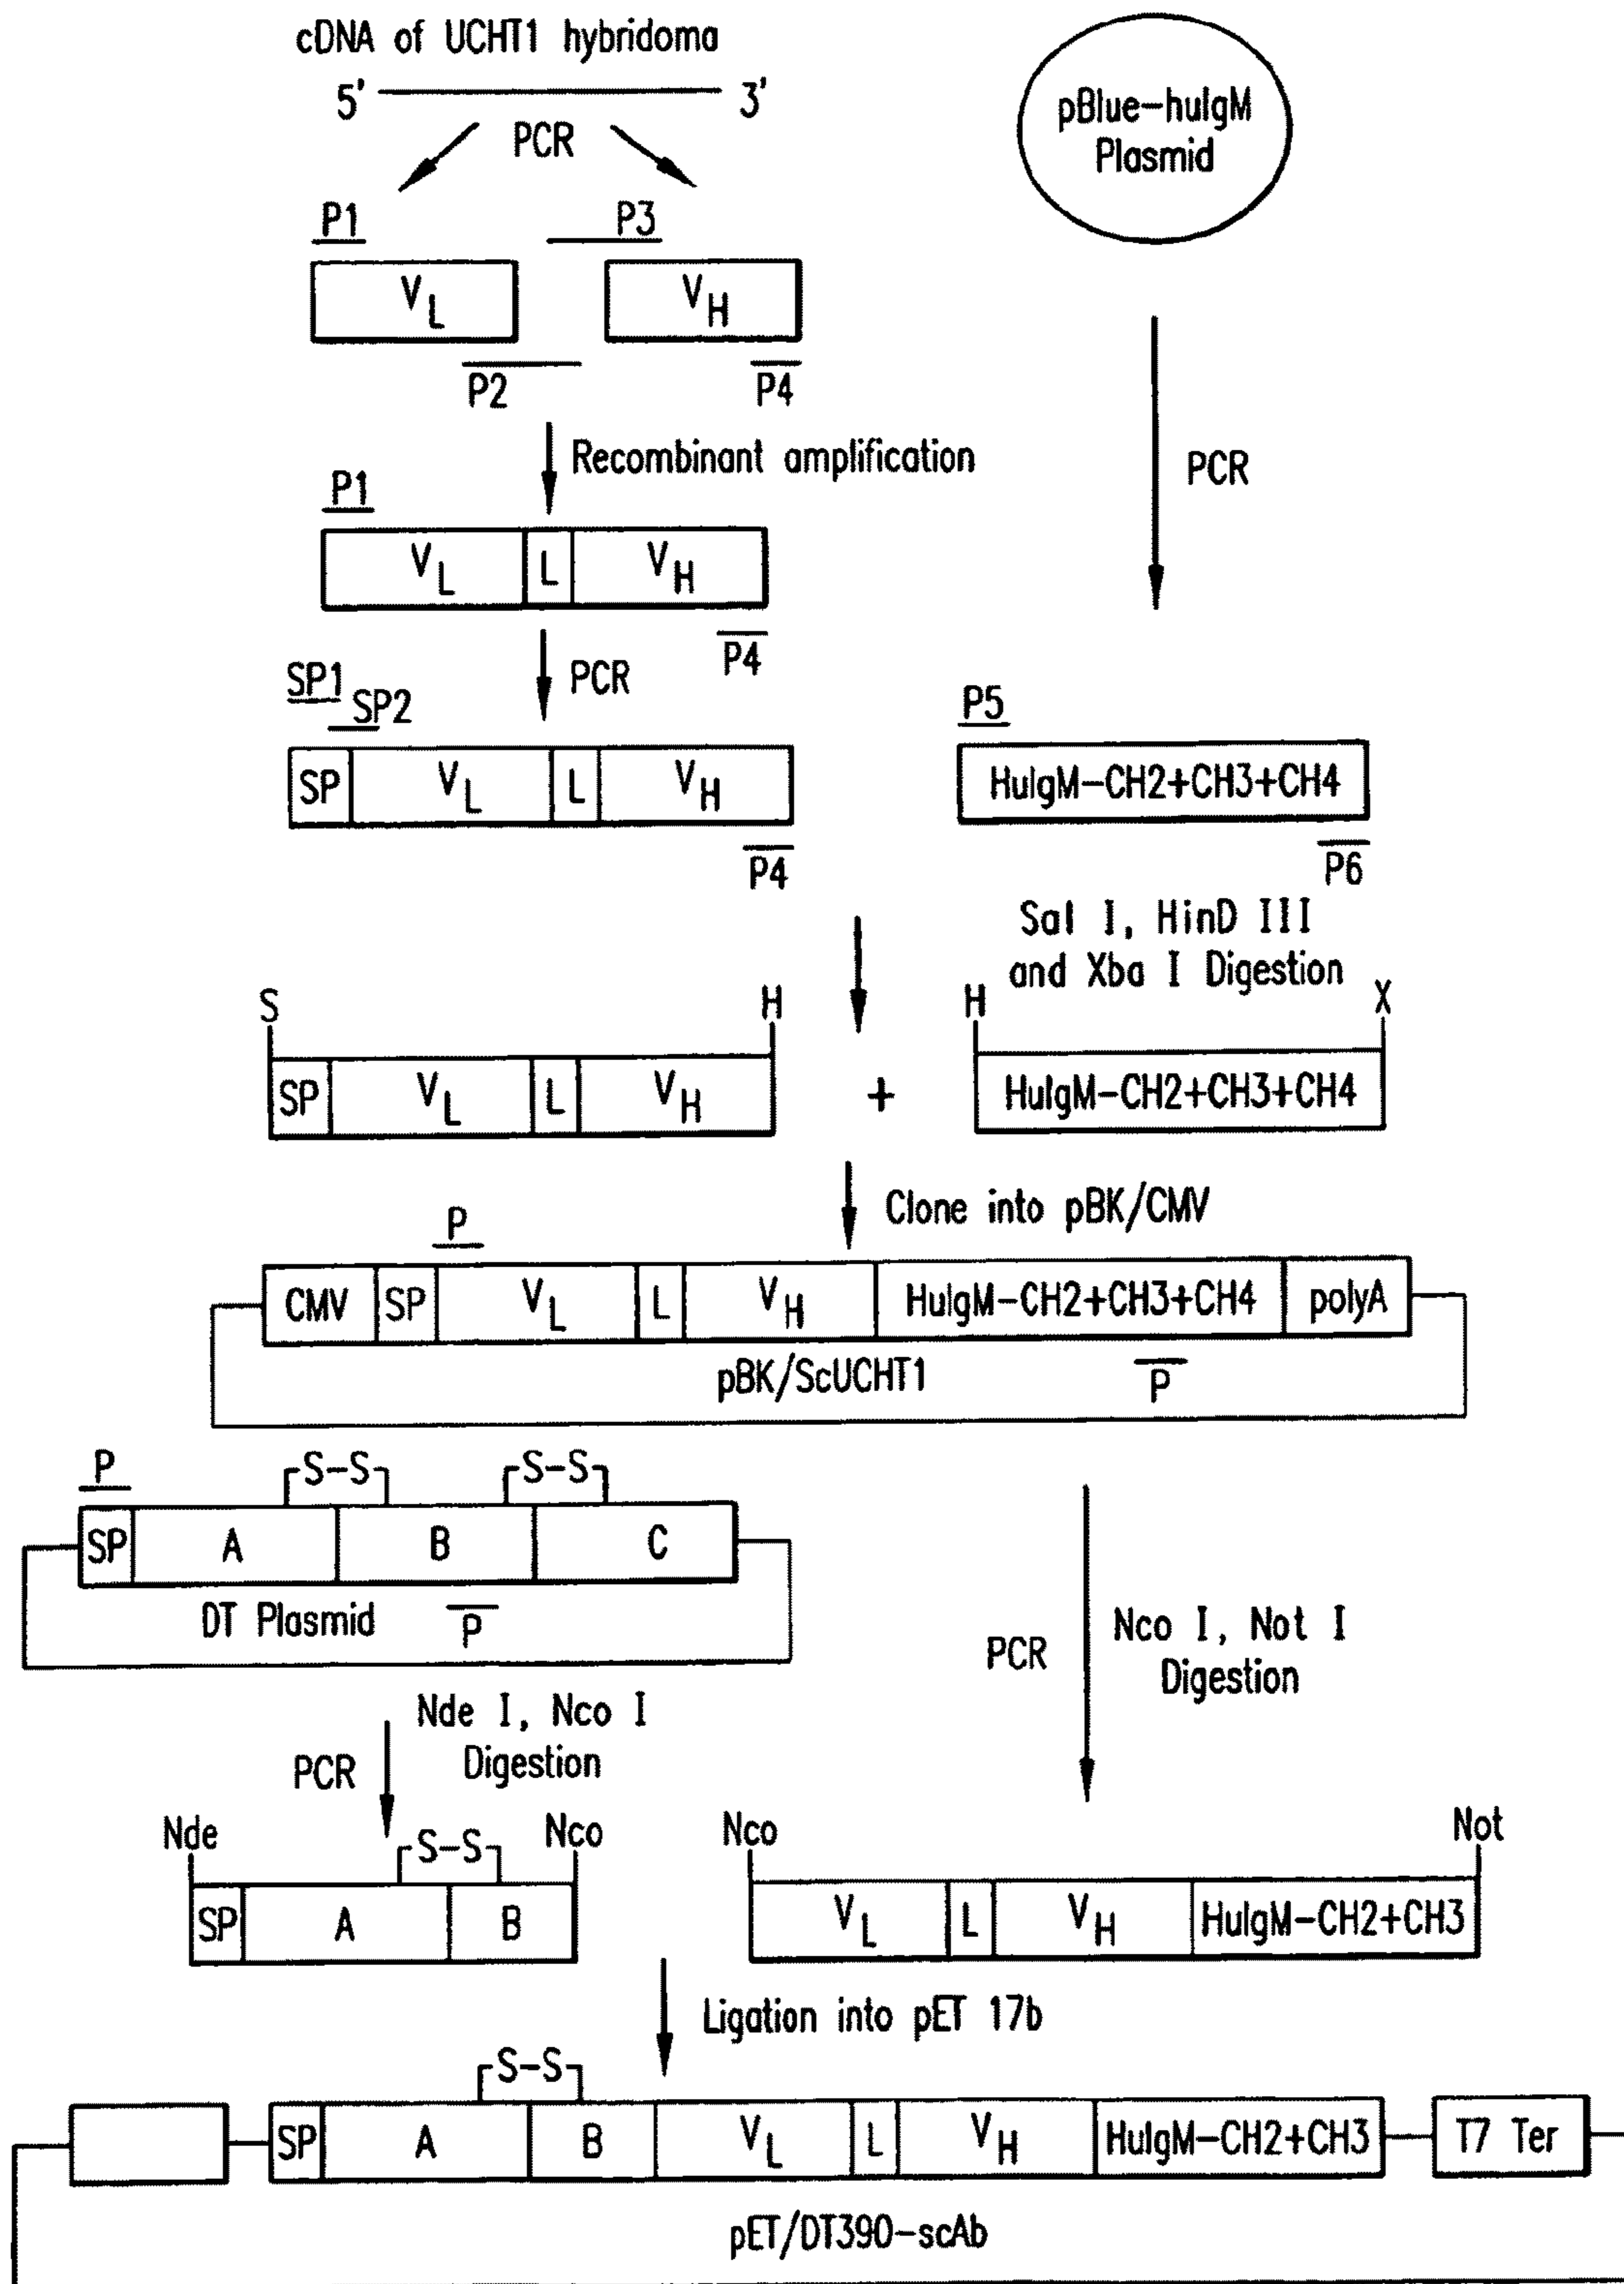 cDNA of UCHT1 hybridoma
5' 3'
PCR
pBlue-huIgM
Plasmid
P1 P3
VL VH
P2 P4
Recombinant amplification
PCR
P1
VL L VH
P4
PCR
SP1
SP2
SP VL L VH
P4
P5
HuIgM-CH2+CH3+CH4
P6
Sal I, HinD III
and Xba I Digestion
S H H X
SP VL L VH + HuIgM-CH2+CH3+CH4
Clone into pBK/CMV
P
CMV SP VL L VH HuIgM-CH2+CH3+CH4 polyA
pBK/ScUCHT1 P
P S-S S-S
SP A B C
DT Plasmid P
Nde I, Nco I
Digestion
PCR
PCR
Nco I, Not I
Digestion
Nde S-S Nco
SP A B
Nco Not
VL L VH HuIgM-CH2+CH3
Ligation into pET 17b
S-S
SP A B VL L VH HuIgM-CH2+CH3 T7 Ter
pET/DT390-scAb